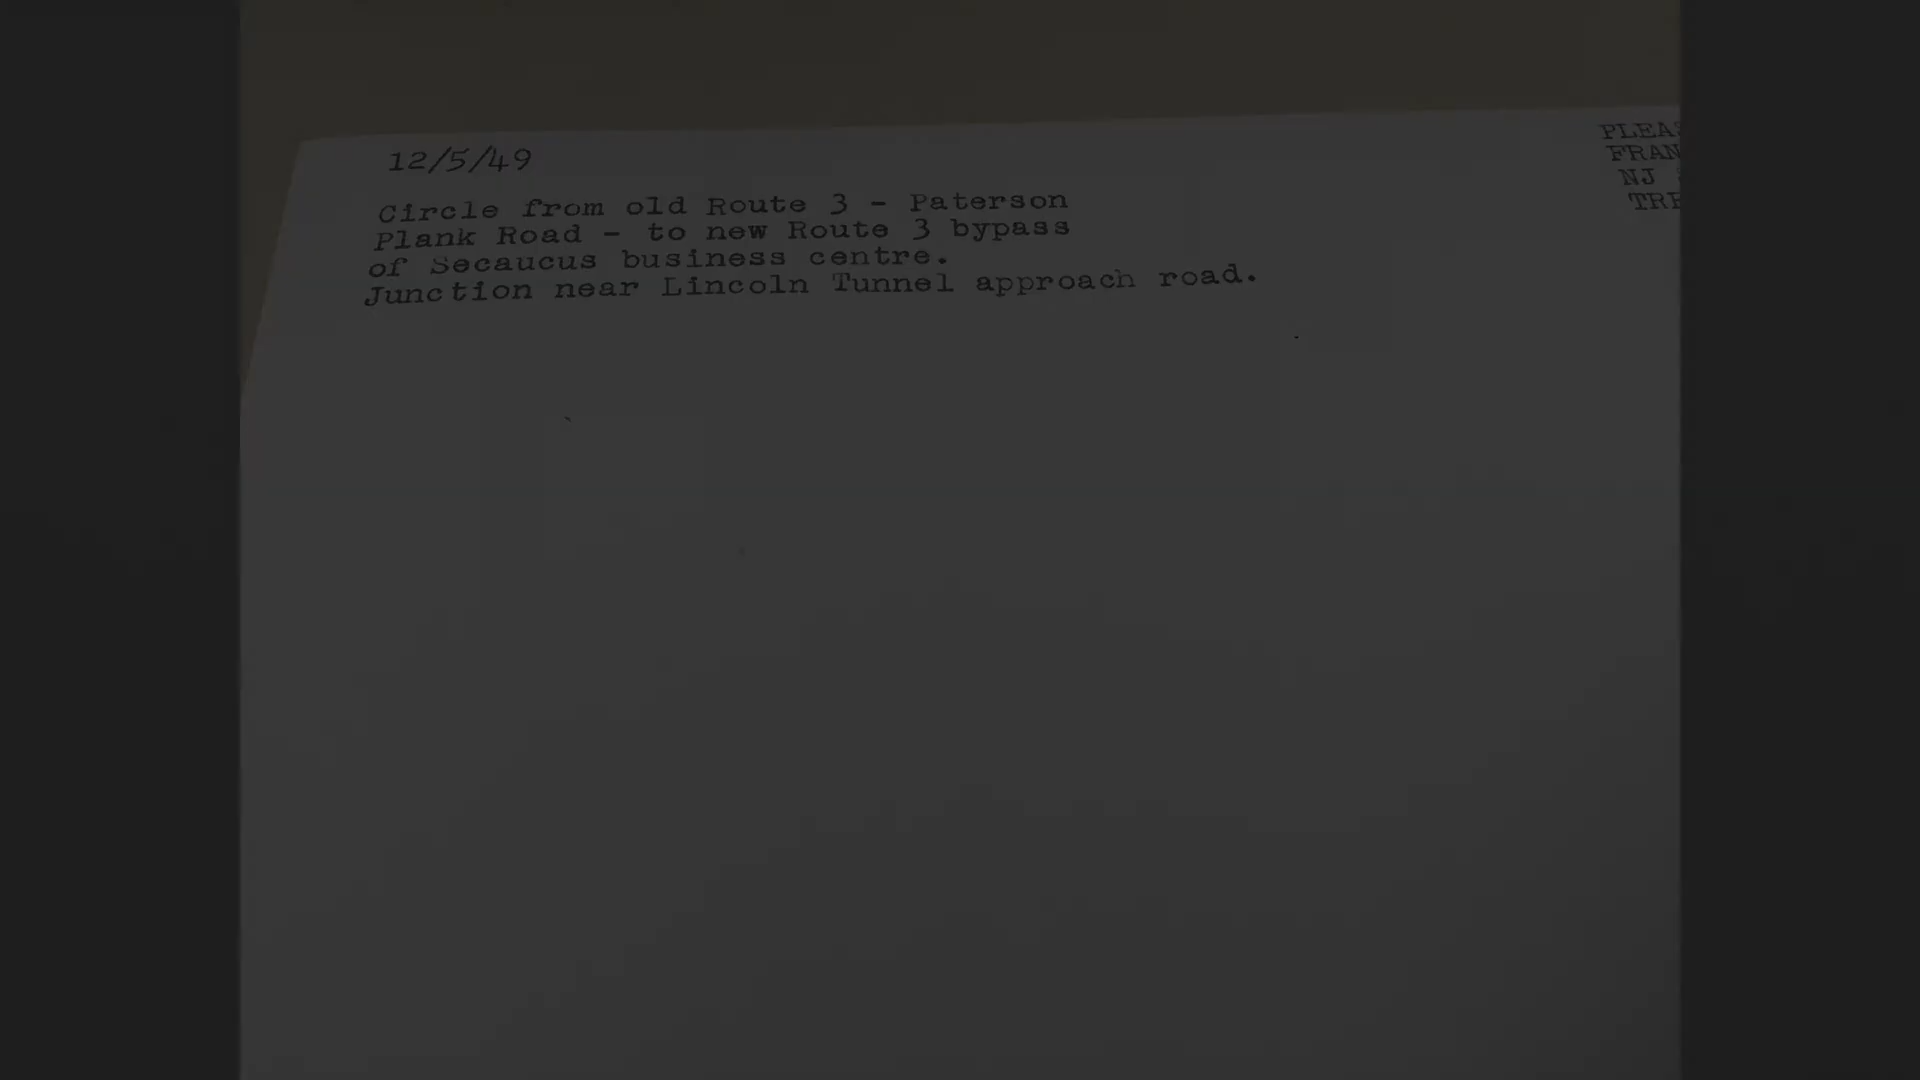 12/5/49
Circle from old Route 3 - Paterson
Plank Road - to new Route 3 bypass
of Secaucus business centre.
Junction near Lincoln Tunnel approach road.
NJ